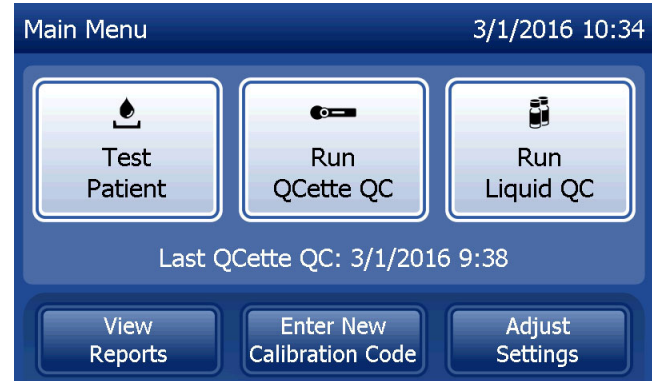 Main Menu 3/1/2016 10:34
Test
Patient
Run
QCette QC
Run
Liquid QC
Last QCette QC: 3/1/2016 9:38
View
Reports
Enter New
Calibration Code
Adjust
Settings